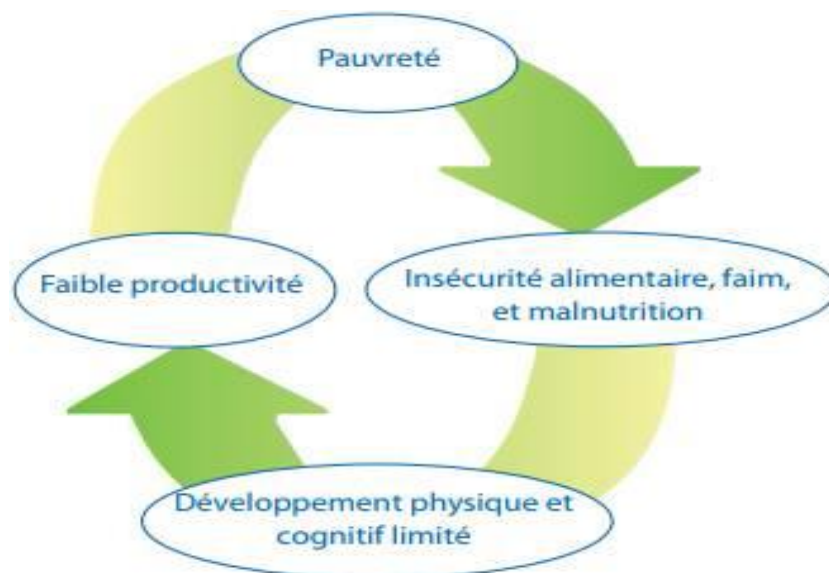 Pauvreté
Faible productivité
Insécurité alimentaire, faim,
et malnutrition
Développement physique et
cognitif limité